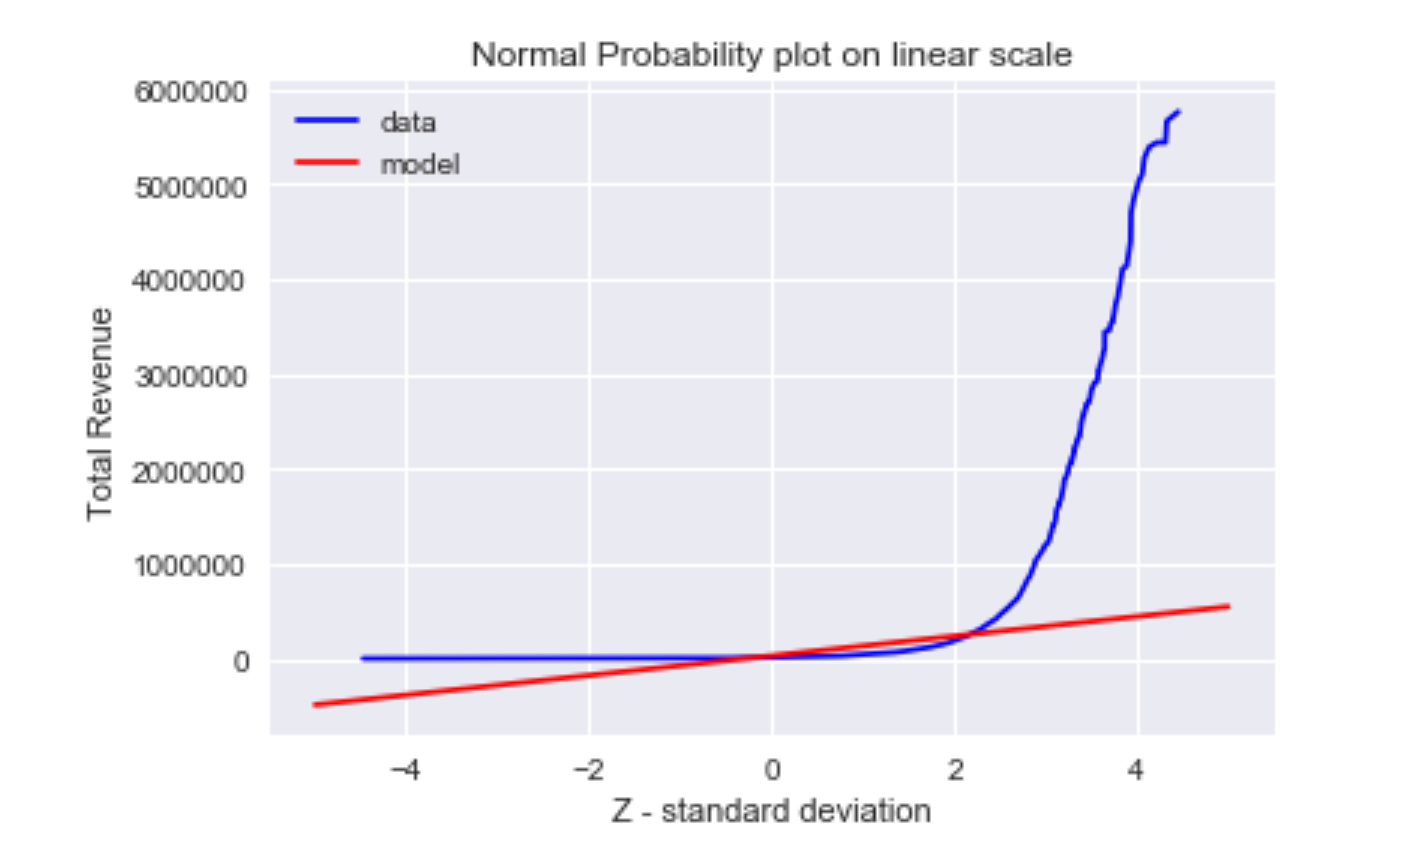 Normal Probability plot on linear scale
data
model
6000000
5000000
4000000
3000000
2000000
1000000
0
Total Revenue
−4 −2 0 2 4
Z - standard deviation